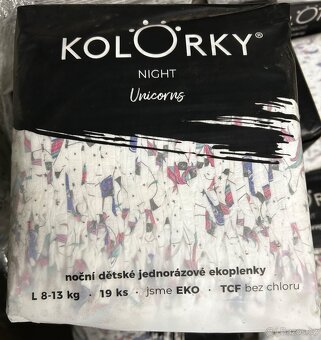 KOLORKY®
NIGHT
Unicorns
noční dětské jednorázové ekoplenky
L 8-13 kg · 19 ks · jsme EKO · TCF bez chloru